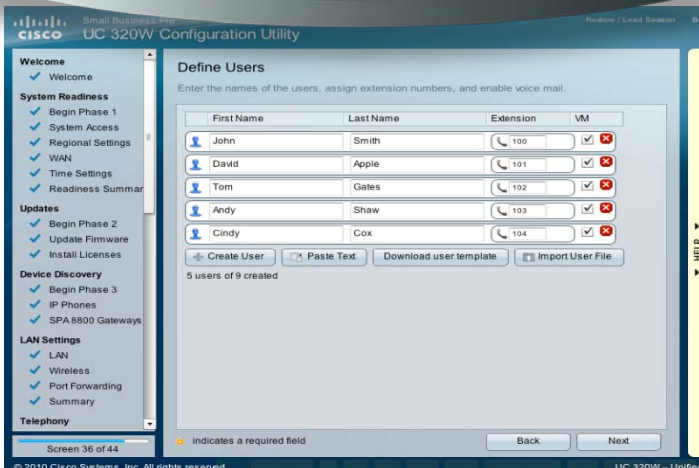 Small Business Pro
Restore / Load Session
CISCO UC 320W Configuration Utility
Welcome
Welcome
System Readiness
Begin Phase 1
System Access
Regional Settings
WAN
Time Settings
Readiness Summar
Updates
Begin Phase 2
Update Firmware
Install Licenses
Device Discovery
Begin Phase 3
IP Phones
SPA8800 Gateways
LAN Settings
LAN
Wireless
Port Forwarding
Summary
Telephony
Screen 36 of 44
Define Users
Enter the names of the users, assign extension numbers, and enable voice mail.
First Name Last Name Extension VM
John Smith 100
David Apple 101
Tom Gates 102
Andy Shaw 103
Cindy Cox 104
Create User Paste Text Download user template Import User File
5 users of 9 created
indicates a required field
Back Next
HELP
© 2010 Cisco Systems, Inc. All rights reserved.
UC 320W – Unifie